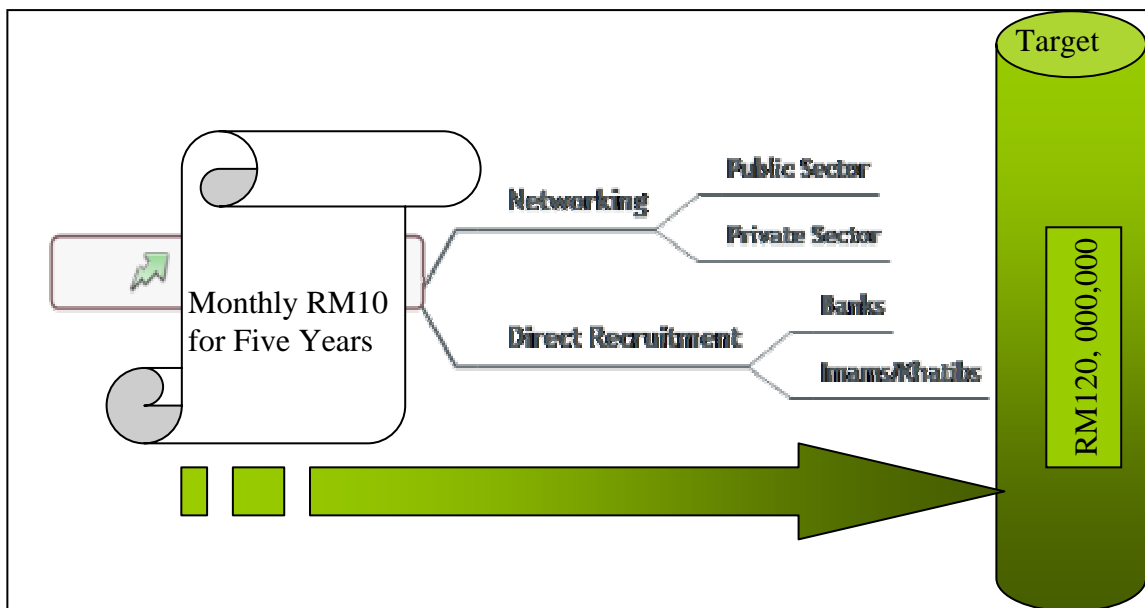 Target
Public Sector
Networking
Private Sector
Monthly RM10
for Five Years
Banks
Direct Recruitment
Imams/Khatibs
RM120, 000,000